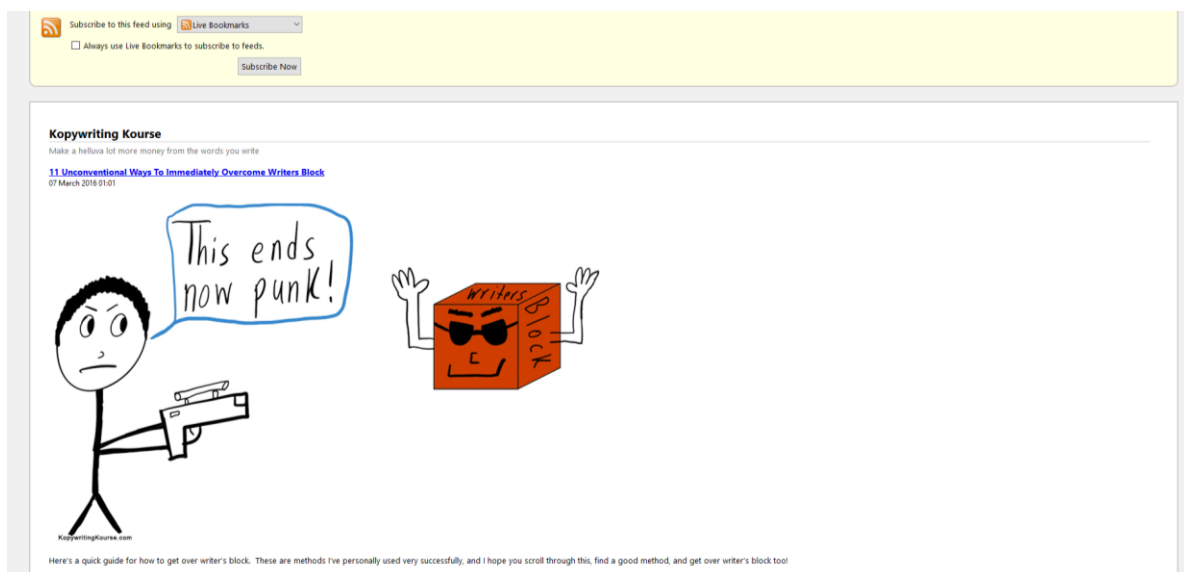 Subscribe to this feed using Live Bookmarks
Always use Live Bookmarks to subscribe to feeds.
Subscribe Now
Kopywriting Kourse
Make a helluva lot more money from the words you write
11 Unconventional Ways To Immediately Overcome Writers Block
07 March 2016 01:01
This ends
now punk!
Writers
Block
KopywritingKourse.com
Here's a quick guide for how to get over writer's block. These are methods I've personally used very successfully, and I hope you scroll through this, find a good method, and get over writer's block too!